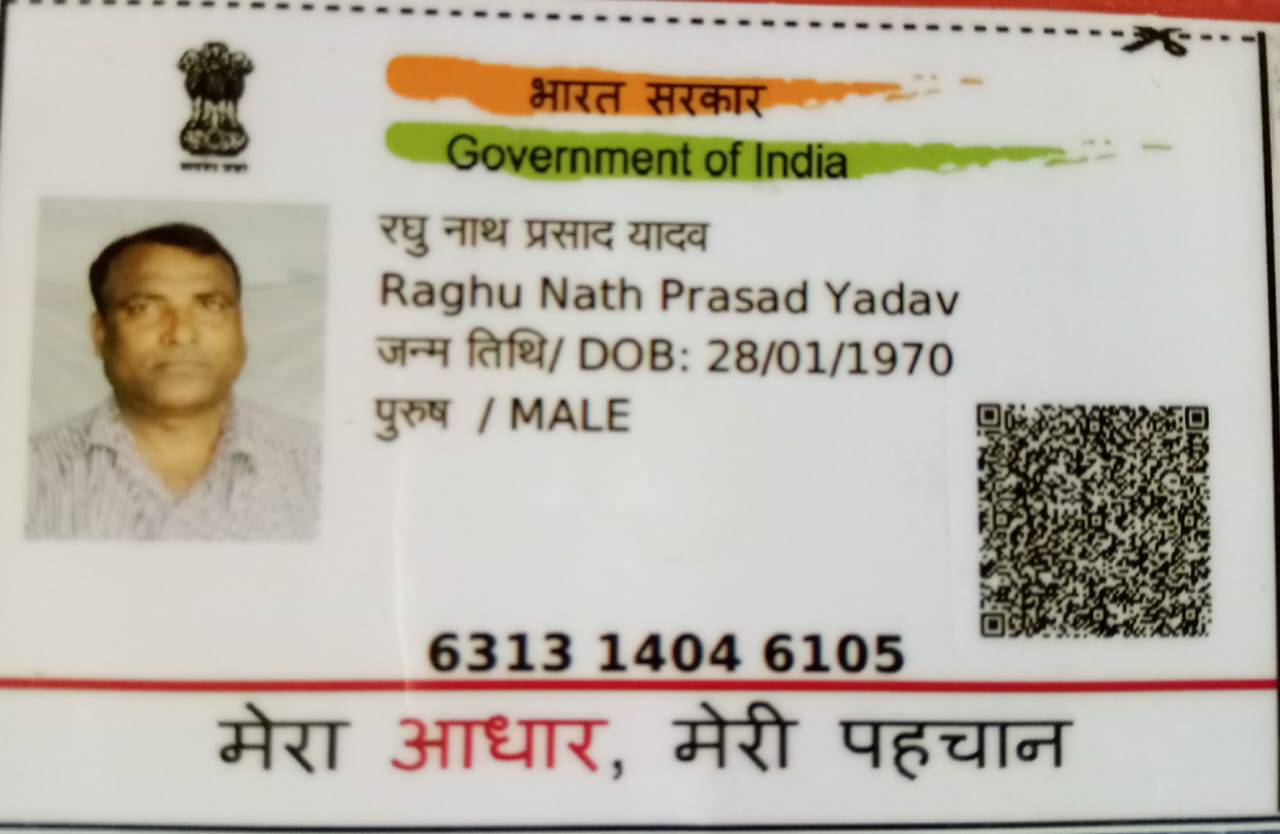 भारत सरकार
Government of India
रघु नाथ प्रसाद यादव
Raghu Nath Prasad Yadav
जन्म तिथि/ DOB: 28/01/1970
पुरुष / MALE
6313 1404 6105
मेरा आधार, मेरी पहचान